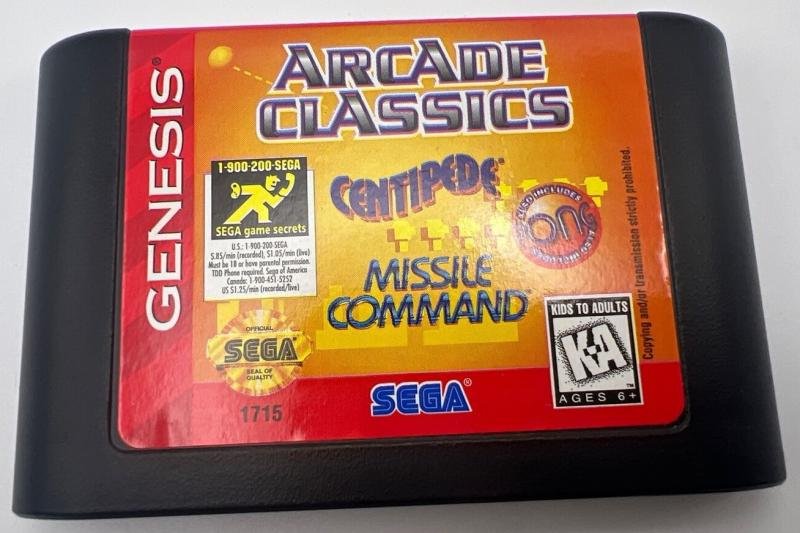 GENESIS®
ARCADE
CLASSICS
1-900-200-SEGA
SEGA game secrets
U.S.: 1-900-200-SEGA
$.85/min (recorded), $1.05/min (live)
Must be 18 or have parental permission.
TDD Phone required. Sega of America
Canada: 1-900-451-5252
US $1.25/min (recorded/live)
CENTIPEDE
ALSO INCLUDES
MISSILE
COMMAND
OFFICIAL
SEGA
SEAL OF
QUALITY
1715
SEGA®
KIDS TO ADULTS
K-A
AGES 6+
Copying and/or transmission strictly prohibited.